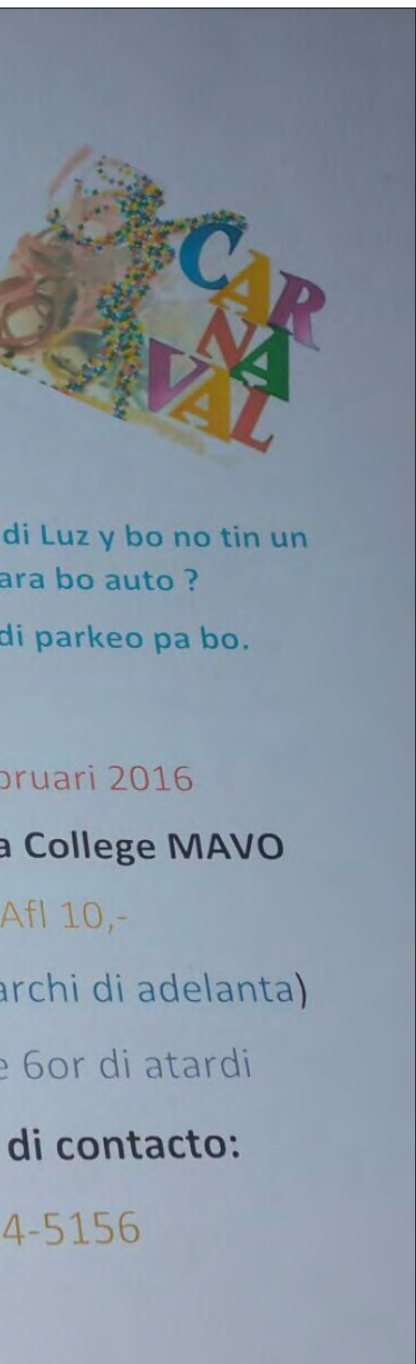 CAR
NA
VAL
di Luz y bo no tin un
ara bo auto ?
di parkeo pa bo.
bruari 2016
a College MAVO
Afl 10,-
archi di adelanta)
e 6or di atardi
di contacto:
4-5156